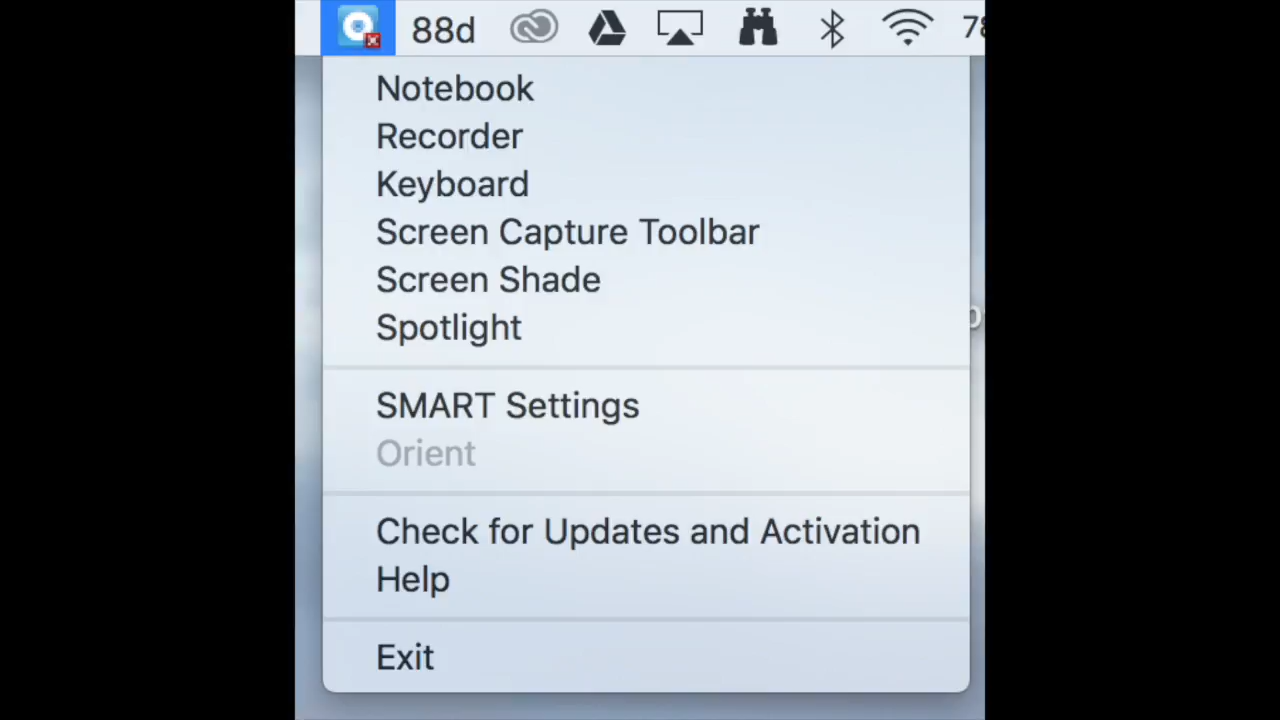 88d 78
Notebook
Recorder
Keyboard
Screen Capture Toolbar
Screen Shade
Spotlight
SMART Settings
Orient
Check for Updates and Activation
Help
Exit